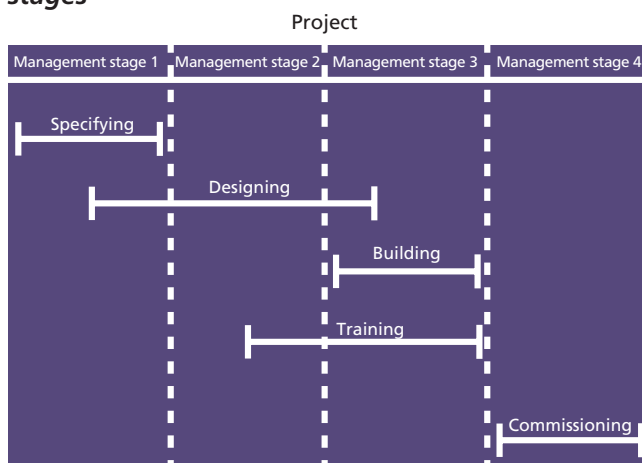 stages
Project
Management stage 1 Management stage 2 Management stage 3 Management stage 4
Specifying
Designing
Building
Training
Commissioning